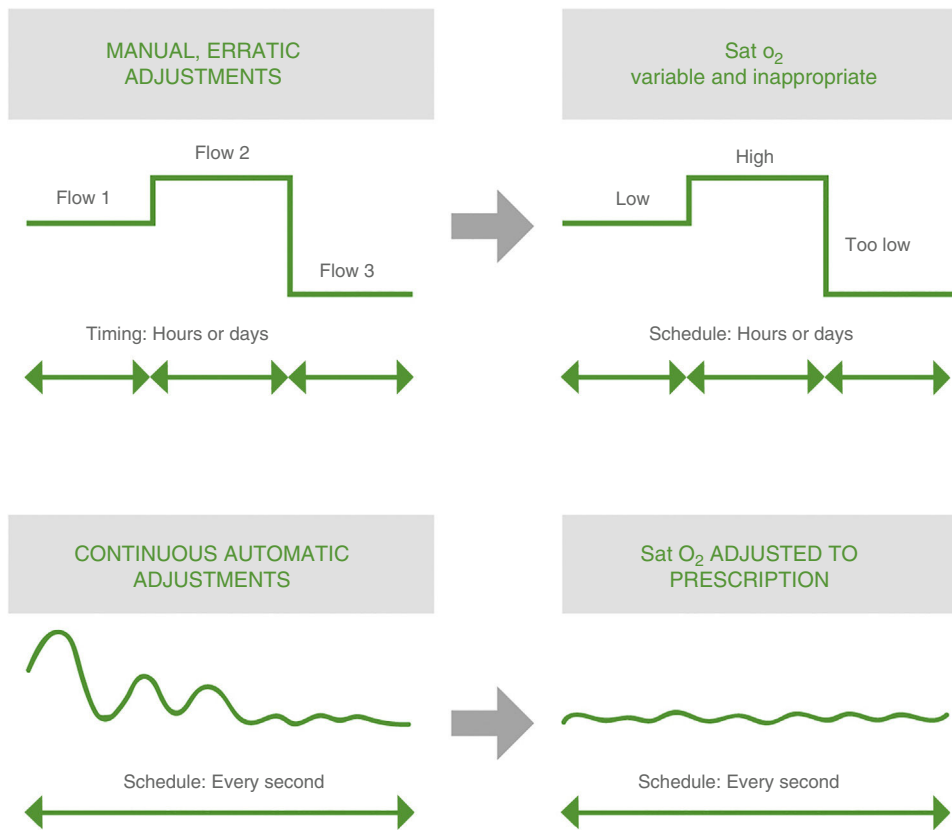 MANUAL, ERRATIC
ADJUSTMENTS
Sat o₂
variable and inappropriate
Flow 1
Flow 2
Flow 3
Low
High
Too low
Timing: Hours or days
Schedule: Hours or days
CONTINUOUS AUTOMATIC
ADJUSTMENTS
Sat O₂ ADJUSTED TO
PRESCRIPTION
Schedule: Every second
Schedule: Every second